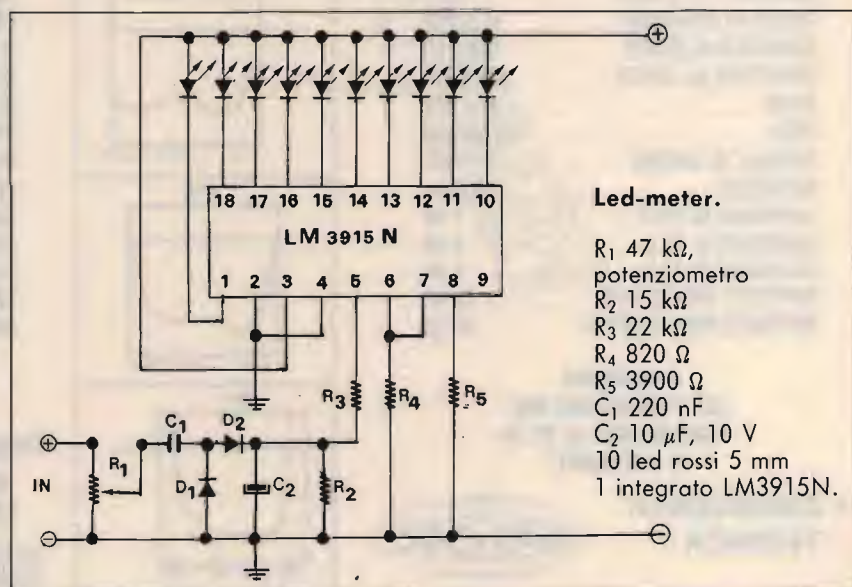 ⊕
18 17 16 15 14 13 12 11 10
LM 3915 N
1 2 3 4 5 6 7 8 9
R3 R4 R5
C1 D2
⊕
IN R1 D1 C2 R2
⊖ ⊖
Led-meter.
R1 47 kΩ,
potenziometro
R2 15 kΩ
R3 22 kΩ
R4 820 Ω
R5 3900 Ω
C1 220 nF
C2 10 μF, 10 V
10 led rossi 5 mm
1 integrato LM3915N.